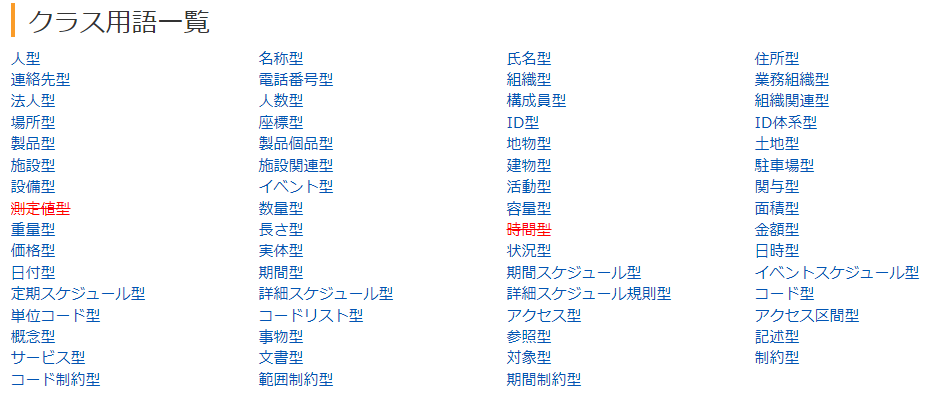 クラス用語一覧
人型 名称型 氏名型 住所型
連絡先型 電話番号型 組織型 業務組織型
法人型 人数型 構成員型 組織関連型
場所型 座標型 ID型 ID体系型
製品型 製品個品型 地物型 土地型
施設型 施設関連型 建物型 駐車場型
設備型 イベント型 活動型 関与型
測定値型 数量型 容量型 面積型
重量型 長さ型 時間型 金額型
価格型 実体型 状況型 日時型
日付型 期間型 期間スケジュール型 イベントスケジュール型
定期スケジュール型 詳細スケジュール型 詳細スケジュール規則型 コード型
単位コード型 コードリスト型 アクセス型 アクセス区間型
概念型 事物型 参照型 記述型
サービス型 文書型 対象型 制約型
コード制約型 範囲制約型 期間制約型